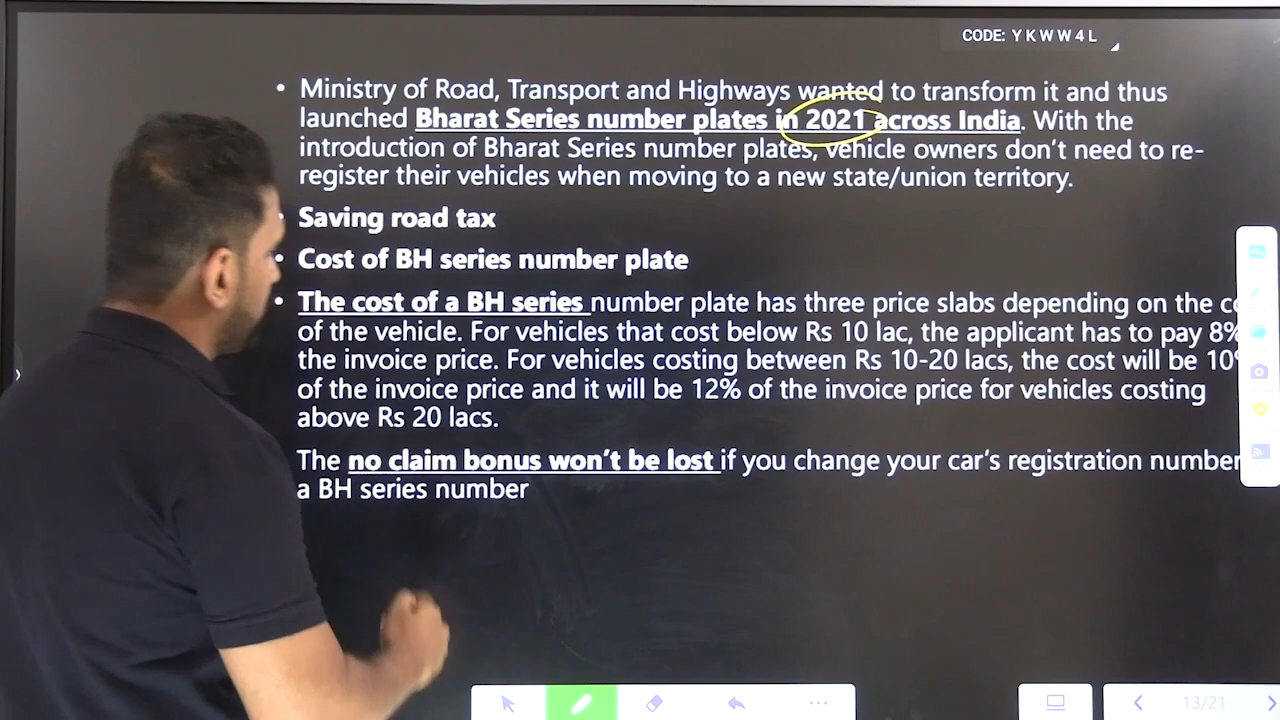 CODE: Y K W W 4 L
• Ministry of Road, Transport and Highways wanted to transform it and thus
launched Bharat Series number plates in 2021 across India. With the
introduction of Bharat Series number plates, vehicle owners don't need to re-
register their vehicles when moving to a new state/union territory.
• Saving road tax
• Cost of BH series number plate
• The cost of a BH series number plate has three price slabs depending on the
of the vehicle. For vehicles that cost below Rs 10 lac, the applicant has to pay 8%
the invoice price. For vehicles costing between Rs 10-20 lacs, the cost will be 10%
of the invoice price and it will be 12% of the invoice price for vehicles costing
above Rs 20 lacs.
The no claim bonus won't be lost if you change your car's registration number
a BH series number
13/21